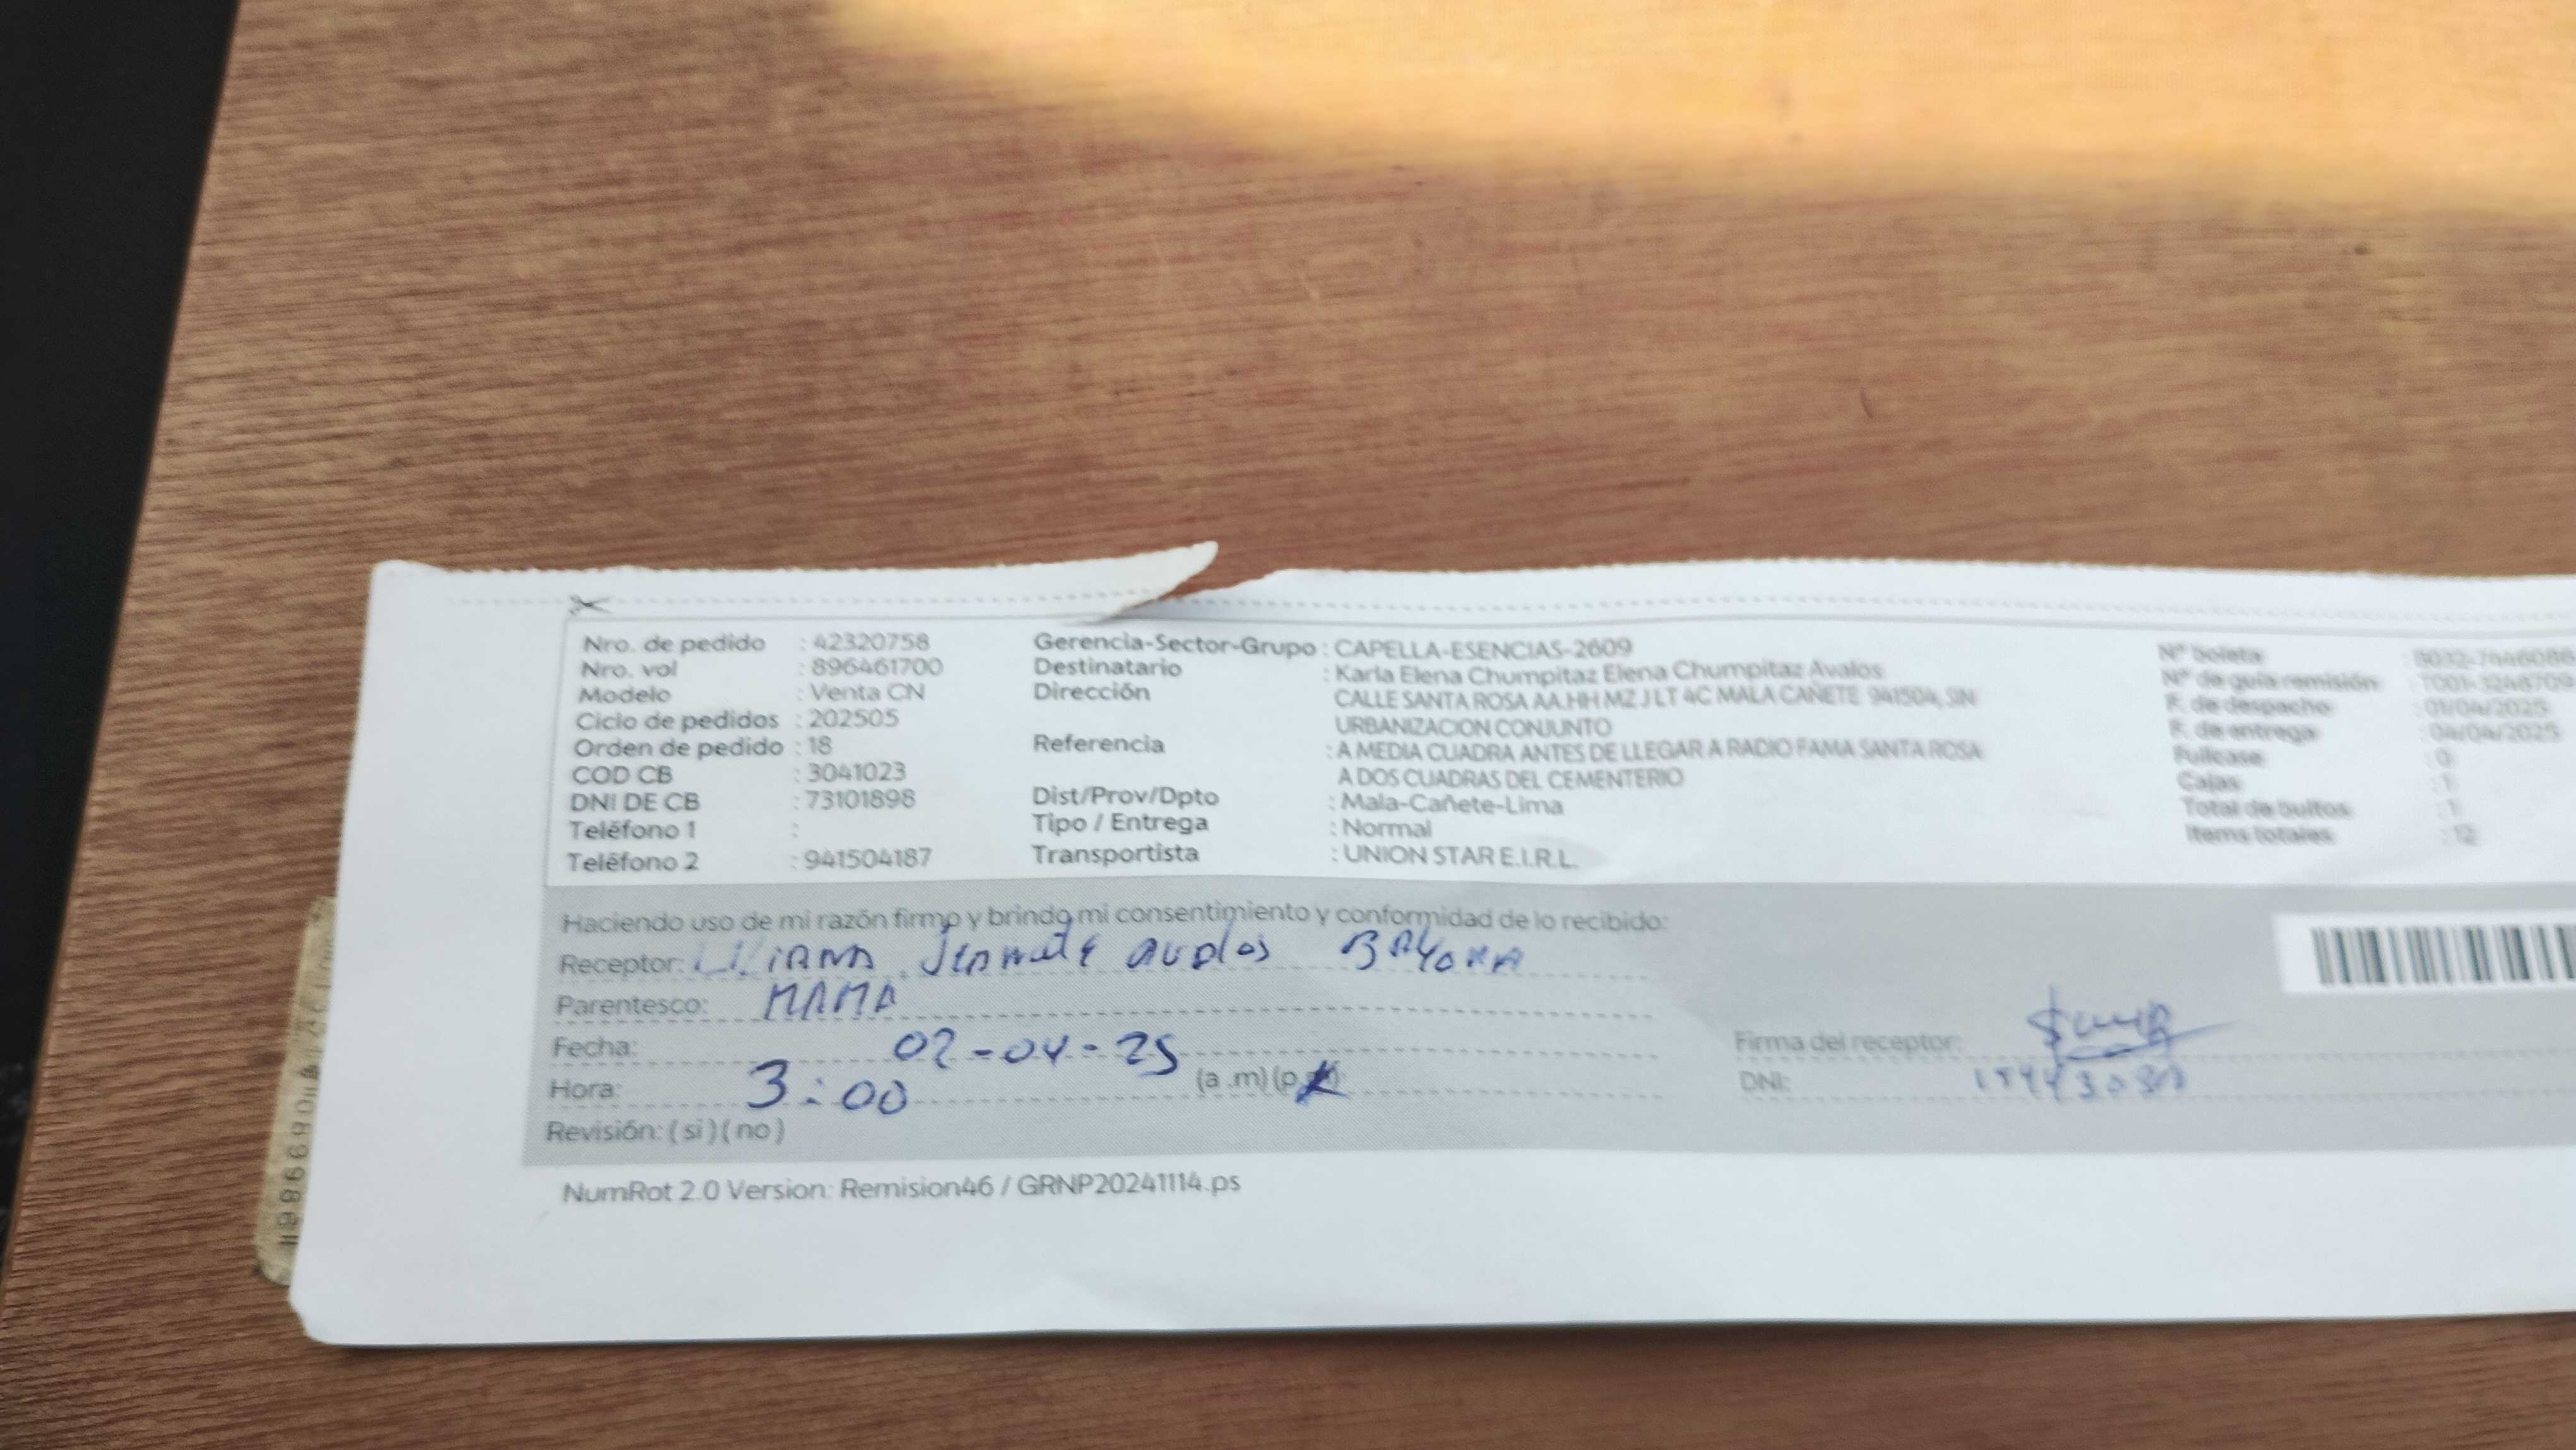 Nro. de pedido : 42320758
Nro. vol : 896461700
Modelo : Venta CN
Ciclo de pedidos : 202505
Orden de pedido : 18
COD CB : 3041023
DNI DE CB : 73101898
Teléfono 1 :
Teléfono 2 : 941504187
Gerencia-Sector-Grupo : CAPELLA-ESENCIAS-2609
Destinatario : Karla Elena Chumpitaz Elena Chumpitaz Avalos
Dirección CALLE SANTA ROSA AA.HH MZ J LT 4C MALA CAÑETE 941504, SN
URBANIZACION CONJUNTO
Referencia : A MEDIA CUADRA ANTES DE LLEGAR A RADIO FAMA SANTA ROSA
A DOS CUADRAS DEL CEMENTERIO
Dist/Prov/Dpto : Mala-Cañete-Lima
Tipo / Entrega : Normal
Transportista : UNION STAR E.I.R.L.
N° boleta
N° de guía remisión
F. de despacho : 01/04/2025
F. de entrega : 04/04/2025
Fullcase : 0
Cajas : 1
Total de bultos : 1
Items totales : 12
Haciendo uso de mi razón firmo y brindo mi consentimiento y conformidad de lo recibido:
Receptor: Liliana BAYONA
Parentesco: MAMA
Fecha: 02-04-25
Hora: 3:00 (a .m) (p
Revisión: ( si ) ( no )
Firma del receptor:
DNI:
NumRot 2.0 Version: Remision46 / GRNP20241114.ps